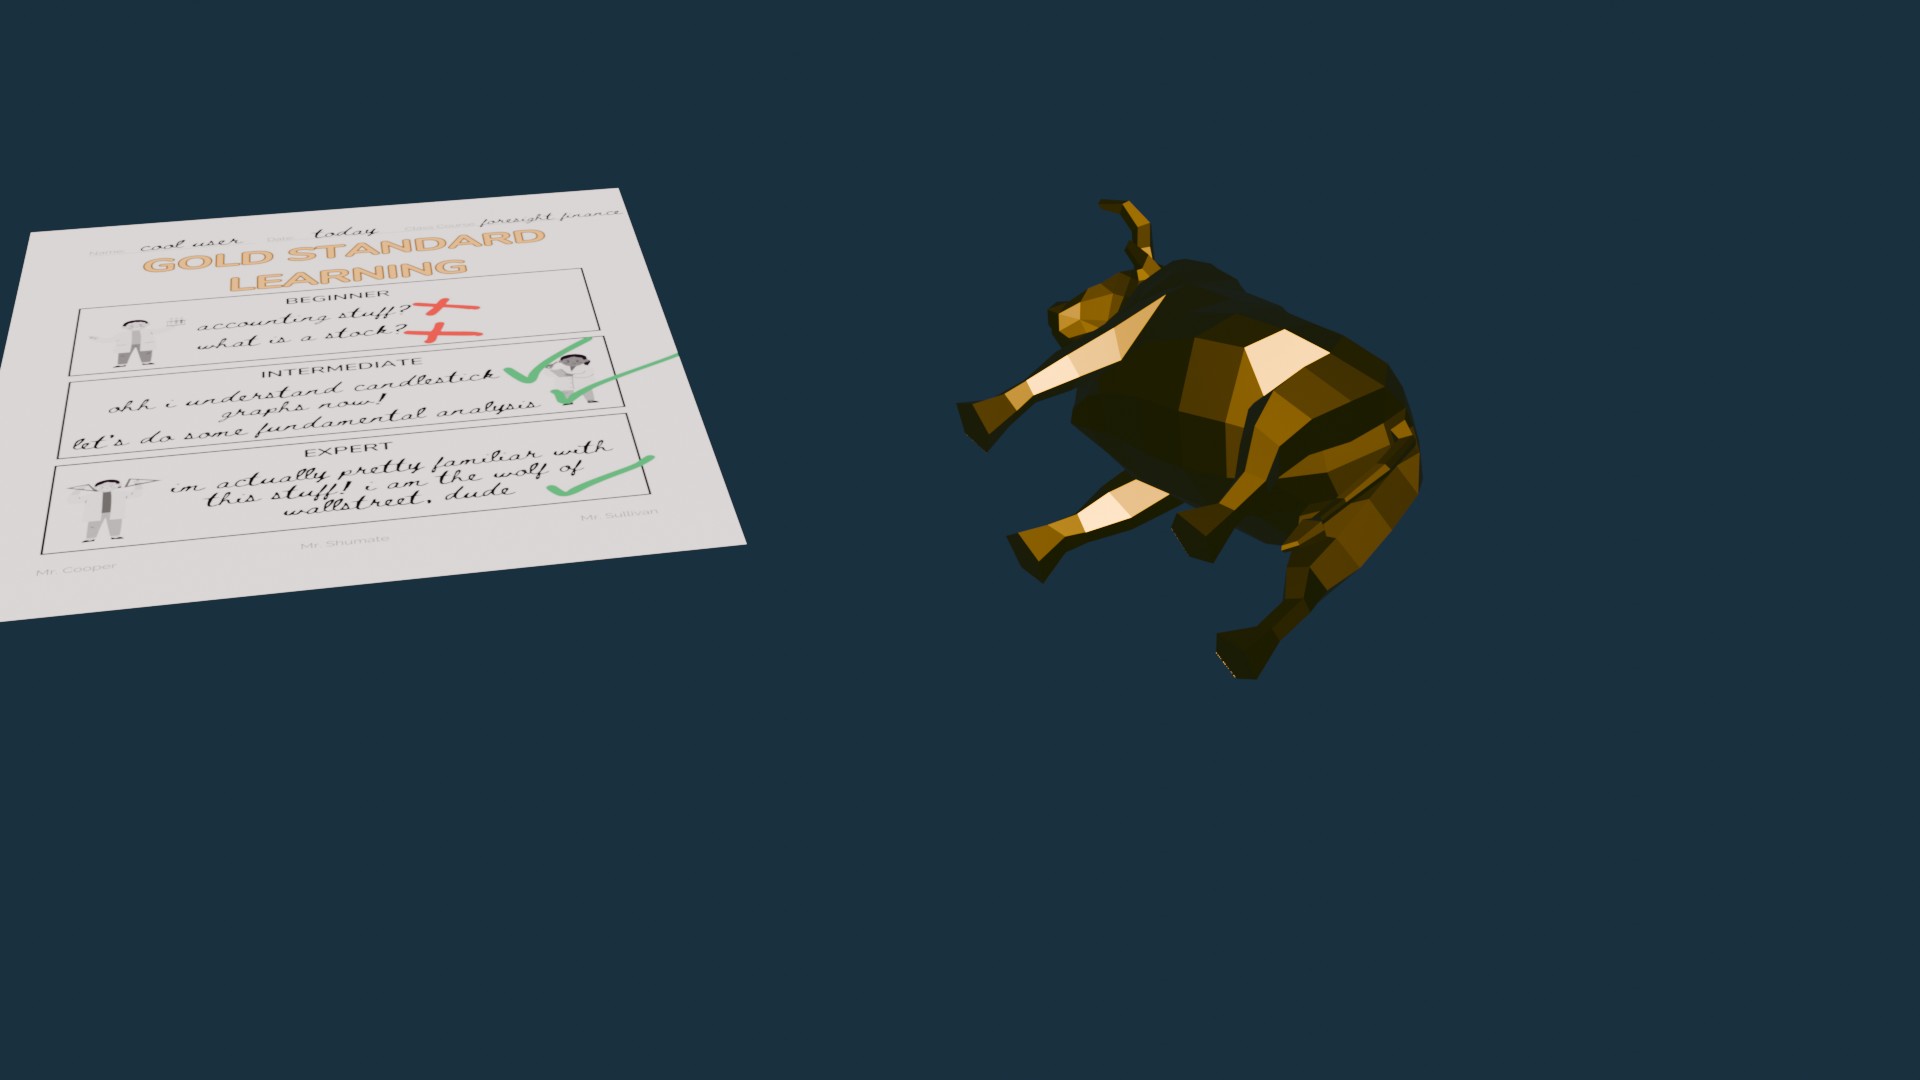 Name: cool user Date: today Class Course: foresight finance
GOLD STANDARD
LEARNING
BEGINNER
accounting stuff?
what is a stock?
INTERMEDIATE
ohh i understand candlestick
graphs now!
let's do some fundamental analysis
EXPERT
im actually pretty familiar with
this stuff! i am the wolf of
wallstreet. dude
Mr. Cooper
Mr. Shumate
Mr. Sullivan